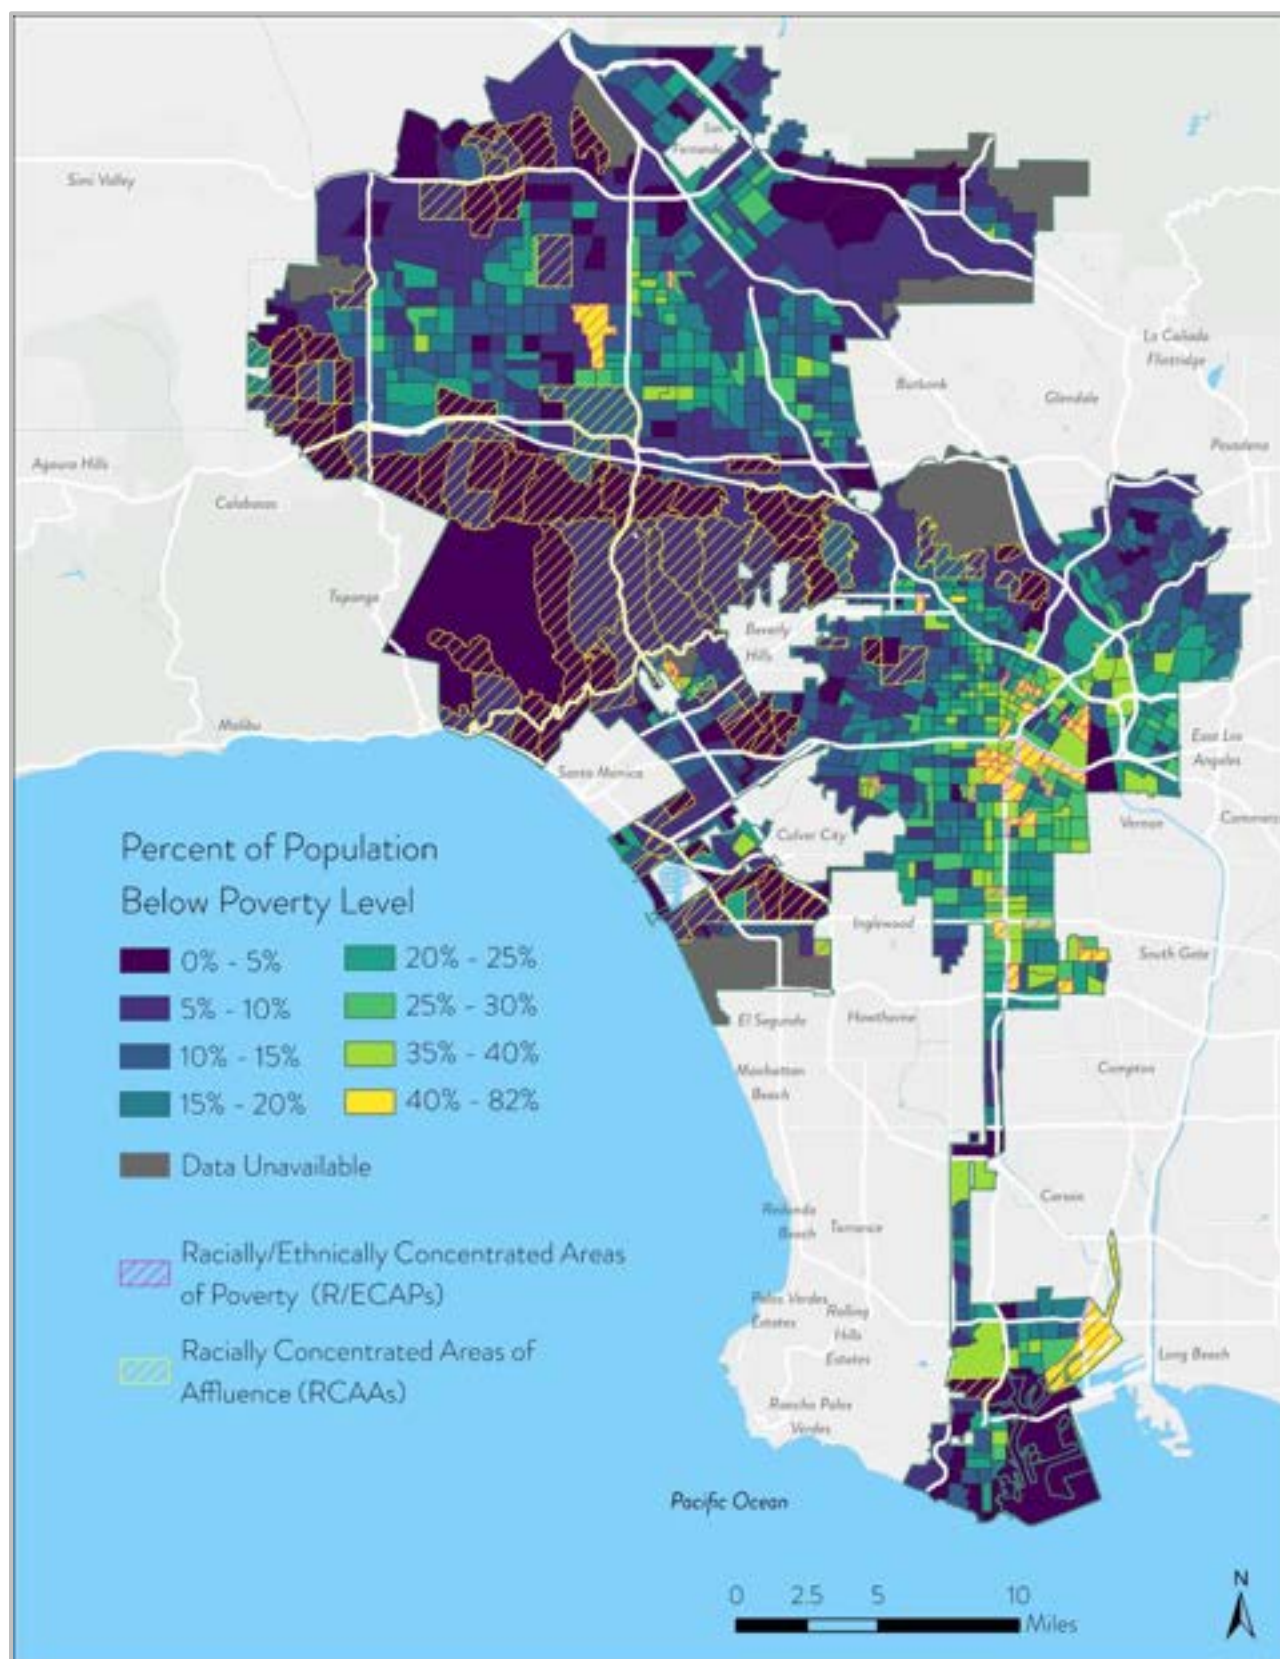 San
Fernando
Simi Valley
La Cañada
Flintridge
Burbank
Glendale
Pasadena
Agoura Hills
Calabasas
Topanga
Beverly
Hills
Malibu
East Los
Angeles
Santa Monica
Vernon
Culver City
Percent of Population
Below Poverty Level
0% - 5%
5% - 10%
10% - 15%
15% - 20%
20% - 25%
25% - 30%
35% - 40%
40% - 82%
Data Unavailable
Racially/Ethnically Concentrated Areas
of Poverty (R/ECAPs)
Racially Concentrated Areas of
Affluence (RCAAs)
Inglewood
South Gate
El Segundo
Hawthorne
Manhattan
Beach
Compton
Carson
Redondo
Beach
Torrance
Palos Verdes
Estates
Rolling
Hills
Estates
Long Beach
Rancho Palos
Verdes
Pacific Ocean
N
0 2.5 5 10
Miles